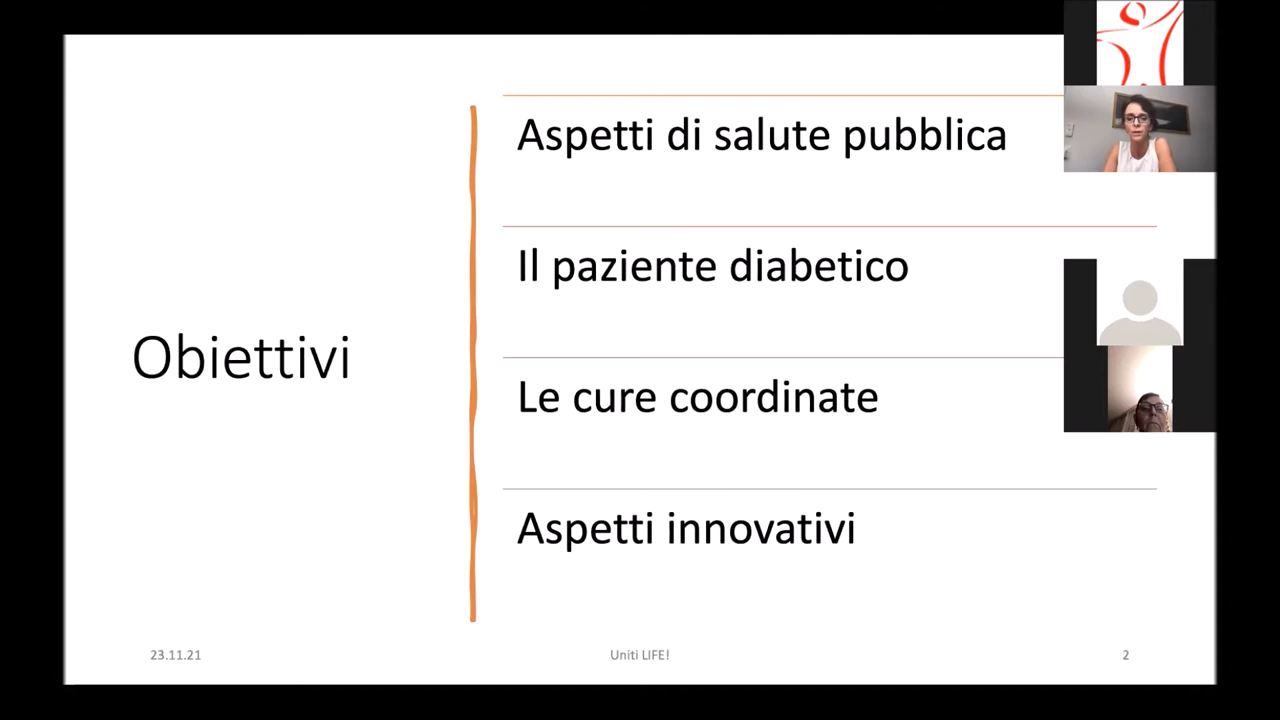 Aspetti di salute pubblica
Il paziente diabetico
Obiettivi
Le cure coordinate
Aspetti innovativi
23.11.21
Uniti LIFE!
2